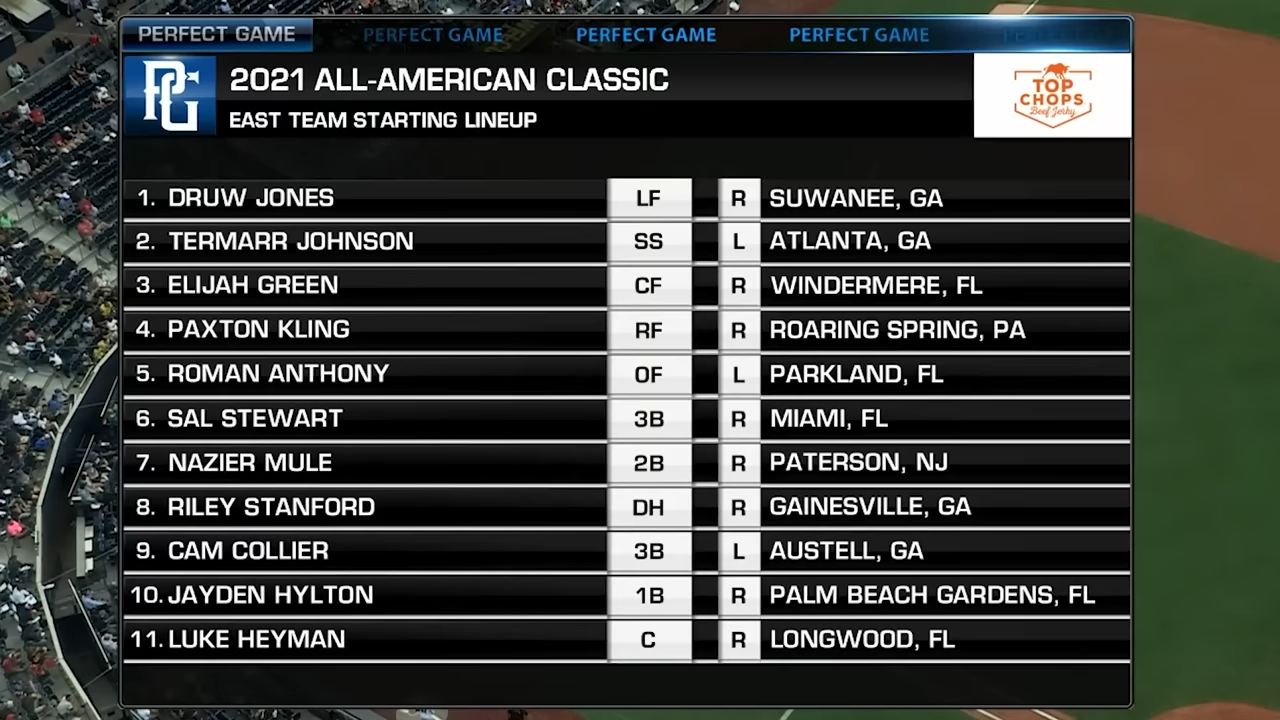 PERFECT GAME PERFECT GAME PERFECT GAME PERFECT GAME PERFECT GAME
PG 2021 ALL-AMERICAN CLASSIC
EAST TEAM STARTING LINEUP
TOP
CHOPS
Beef Jerky
1. DRUW JONES LF R SUWANEE, GA
2. TERMARR JOHNSON SS L ATLANTA, GA
3. ELIJAH GREEN CF R WINDERMERE, FL
4. PAXTON KLING RF R ROARING SPRING, PA
5. ROMAN ANTHONY OF L PARKLAND, FL
6. SAL STEWART 3B R MIAMI, FL
7. NAZIER MULE 2B R PATERSON, NJ
8. RILEY STANFORD DH R GAINESVILLE, GA
9. CAM COLLIER 3B L AUSTELL, GA
10. JAYDEN HYLTON 1B R PALM BEACH GARDENS, FL
11. LUKE HEYMAN C R LONGWOOD, FL